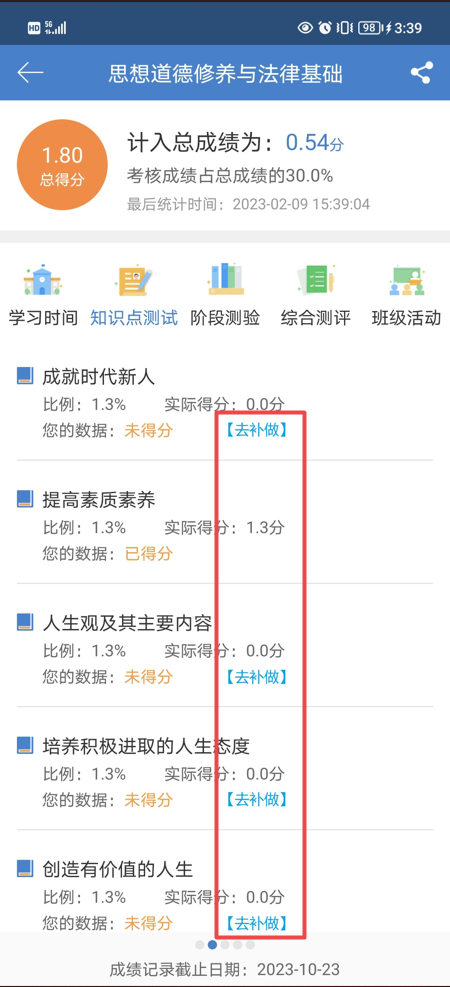 HD 5G 98 3:39
思想道德修养与法律基础
1.80
总得分
计入总成绩为：0.54分
考核成绩占总成绩的30.0%
最后统计时间：2023-02-09 15:39:04
学习时间 知识点测试 阶段测验 综合测评 班级活动
成就时代新人
比例：1.3% 实际得分：0.0分
您的数据：未得分 【去补做】
提高素质素养
比例：1.3% 实际得分：1.3分
您的数据：已得分
人生观及其主要内容
比例：1.3% 实际得分：0.0分
您的数据：未得分 【去补做】
培养积极进取的人生态度
比例：1.3% 实际得分：0.0分
您的数据：未得分 【去补做】
创造有价值的人生
比例：1.3% 实际得分：0.0分
您的数据：未得分 【去补做】
成绩记录截止日期：2023-10-23